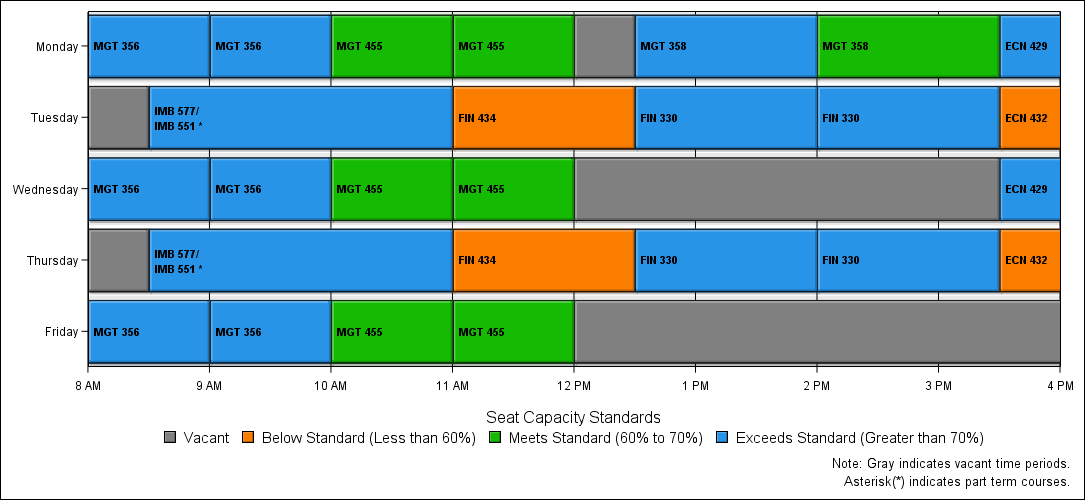 Monday
MGT 356
MGT 356
MGT 455
MGT 455
MGT 358
MGT 358
ECN 429
Tuesday
IMB 577/
IMB 551 *
FIN 434
FIN 330
FIN 330
ECN 432
Wednesday
MGT 356
MGT 356
MGT 455
MGT 455
ECN 429
Thursday
IMB 577/
IMB 551 *
FIN 434
FIN 330
FIN 330
ECN 432
Friday
MGT 356
MGT 356
MGT 455
MGT 455
8 AM
9 AM
10 AM
11 AM
12 PM
1 PM
2 PM
3 PM
4 PM
Seat Capacity Standards
Vacant
Below Standard (Less than 60%)
Meets Standard (60% to 70%)
Exceeds Standard (Greater than 70%)
Note: Gray indicates vacant time periods.
Asterisk(*) indicates part term courses.